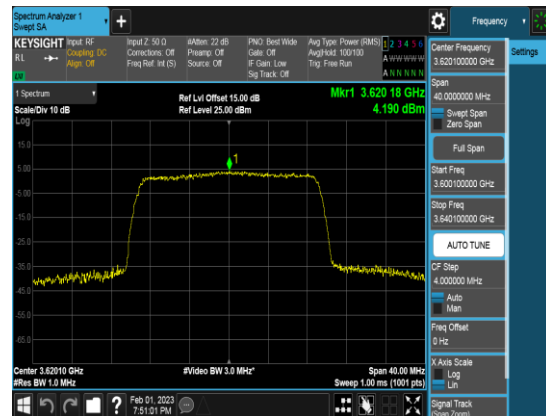 Spectrum Analyzer 1
Swept SA
+
Frequency
KEYSIGHT
RL
Input: RF
Coupling: DC
Align: Off
Input Z: 50 Ω
Corrections: Off
Freq Ref: Int (S)
#Atten: 22 dB
Preamp: Off
Source: Off
PNO: Best Wide
Gate: Off
IF Gain: Low
Sig Track: Off
Avg Type: Power (RMS)
Avg|Hold: 100/100
Trig: Free Run
1 2 3 4 5 6
A W W W W W
A N N N N N
1 Spectrum
Scale/Div 10 dB
Log
Ref Lvl Offset 15.00 dB
Ref Level 25.00 dBm
Mkr1 3.620 18 GHz
4.190 dBm
1
15.0
5.00
-5.00
-15.0
-25.0
-35.0
-45.0
-55.0
-65.0
Center 3.62010 GHz
#Res BW 1.0 MHz
#Video BW 3.0 MHz*
Span 40.00 MHz
Sweep 1.00 ms (1001 pts)
Feb 01, 2023
7:51:01 PM
Settings
Center Frequency
3.620100000 GHz
Span
40.0000000 MHz
Swept Span
Zero Span
Full Span
Start Freq
3.600100000 GHz
Stop Freq
3.640100000 GHz
AUTO TUNE
CF Step
4.000000 MHz
Auto
Man
Freq Offset
0 Hz
X Axis Scale
Log
Lin
Signal Track
(Span Zoom)